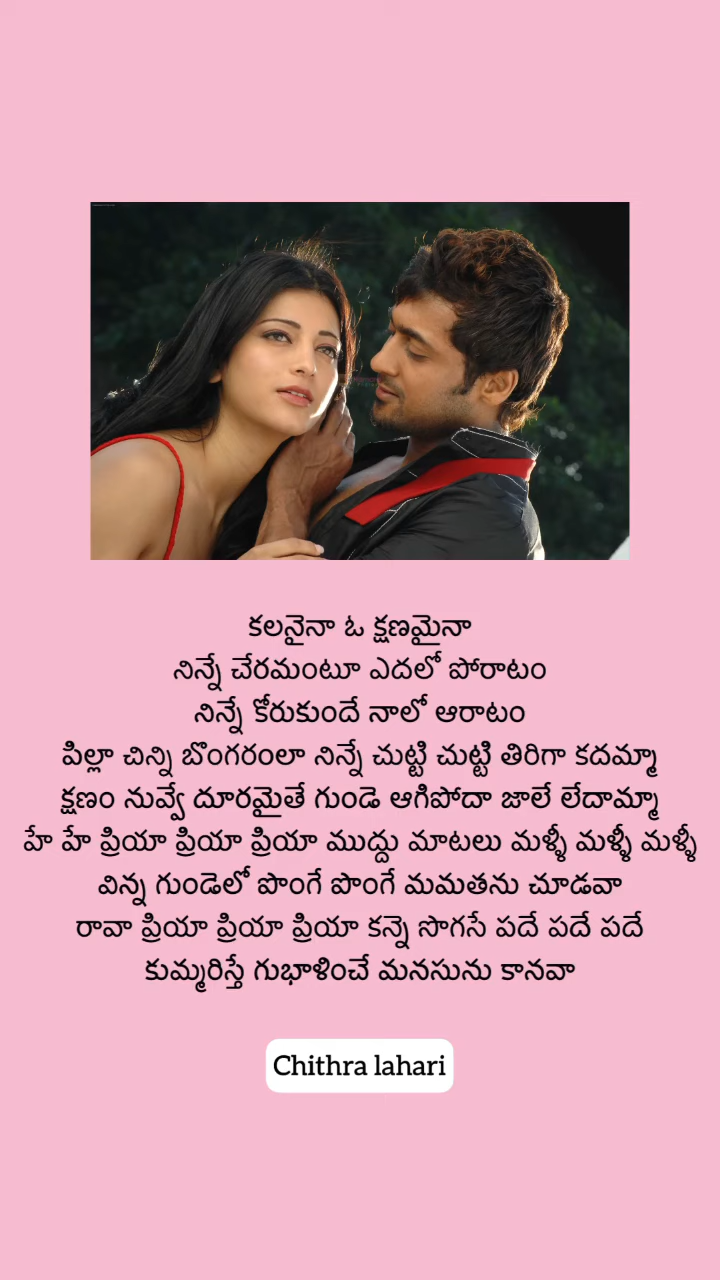 కలనైనా ఓ క్షణమైనా
నిన్నే చేరమంటూ ఎదలో పోరాటం
నిన్నే కోరుకుందే నాలో ఆరాటం
పిల్లా చిన్ని బొంగరంలా నిన్నే చుట్టి చుట్టి తిరిగా కదమ్మా
క్షణం నువ్వే దూరమైతే గుండె ఆగిపోదా జాలే లేదామ్మా
హే హే ప్రియా ప్రియా ప్రియా ముద్దు మాటలు మళ్ళీ మళ్ళీ మళ్ళీ
విన్న గుండెలో పొంగే పొంగే మమతను చూడవా
రావా ప్రియా ప్రియా ప్రియా కన్నె సొగసే పదే పదే పదే
కుమ్మరిస్తే గుభాళించే మనసును కానవా
Chithra lahari